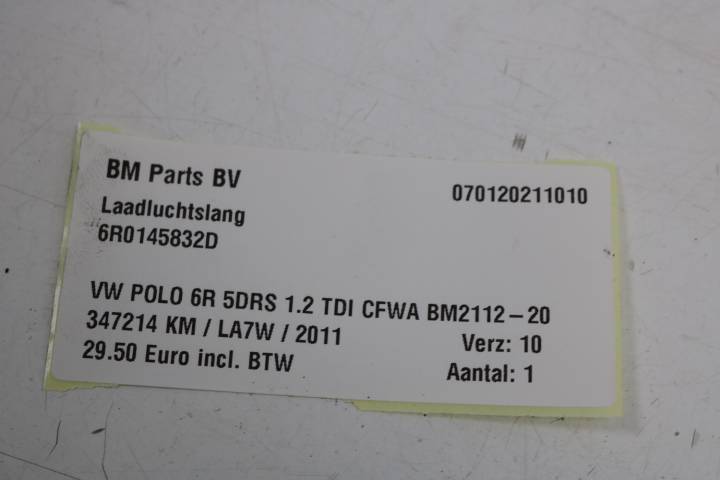 BM Parts BV 070120211010
Laadluchtslang
6R0145832D
VW POLO 6R 5DRS 1.2 TDI CFWA BM2112-20
347214 KM / LA7W / 2011 Verz: 10
29.50 Euro incl. BTW Aantal: 1